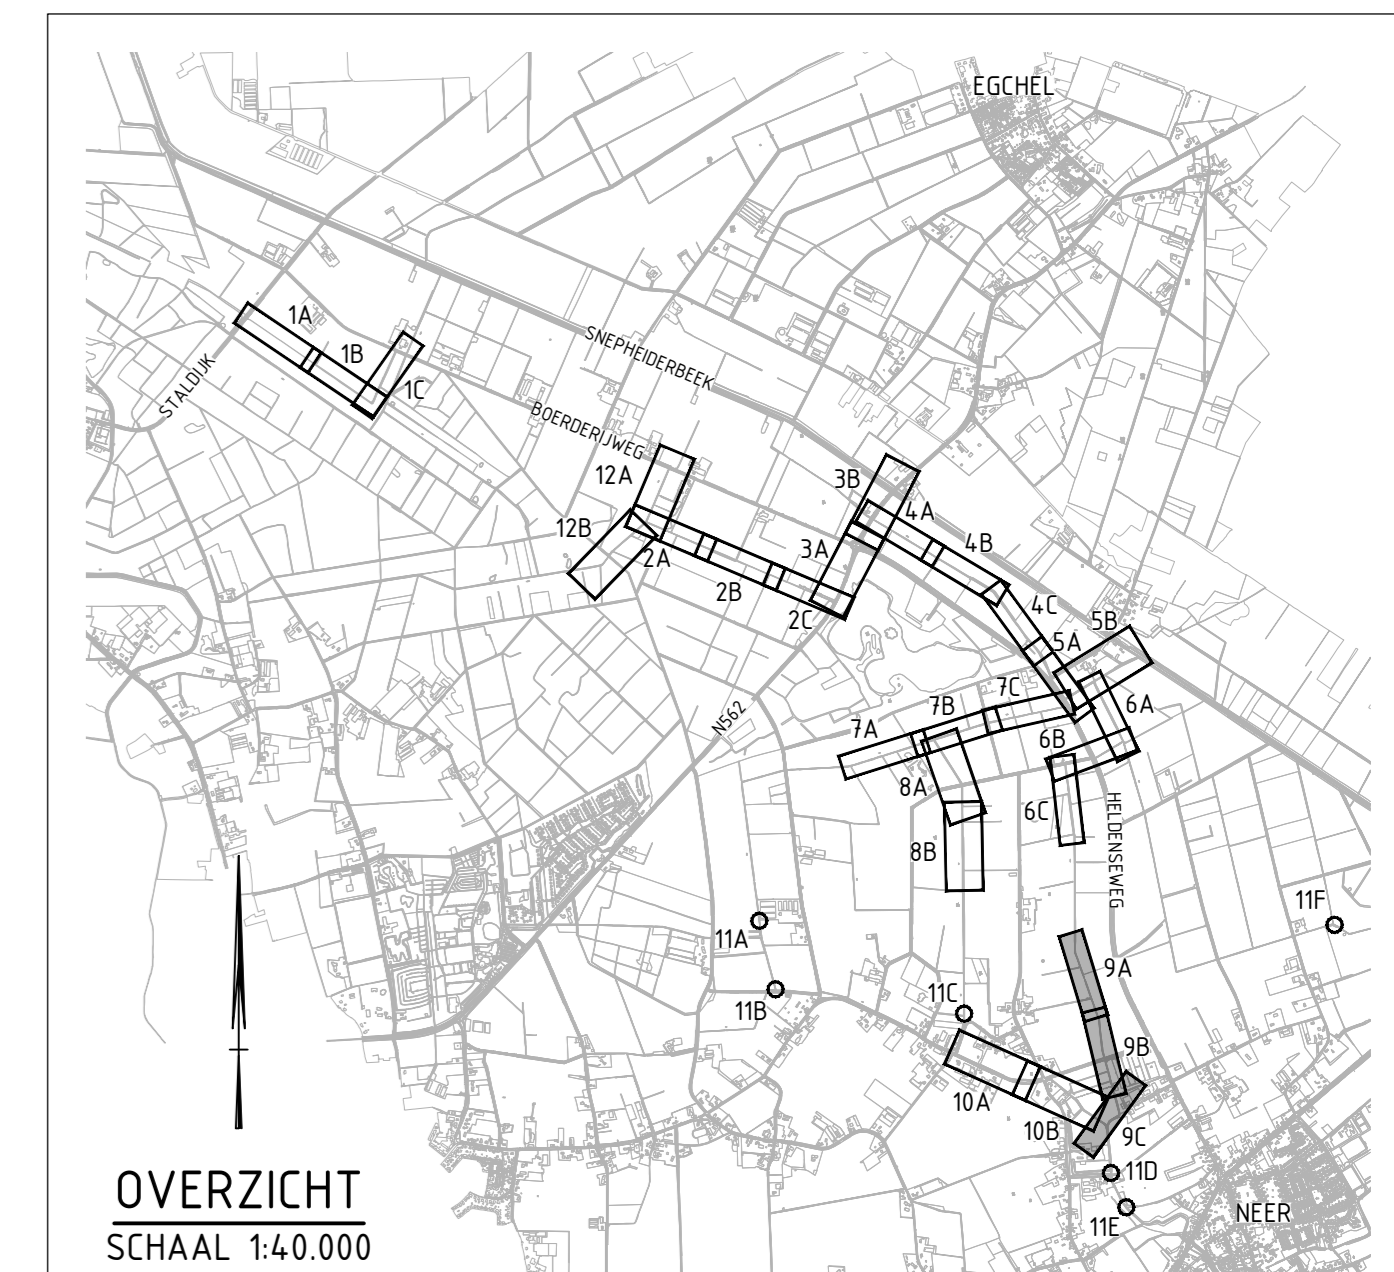 EGCHEL
1A
1B
1C
STALDIJK
SNEPHEIDERBEEK
BOERDERIJWEG
12A
12B
2A
2B
2C
3B
3A
4A
4B
4C
5B
5A
6A
7C
7B
7A
6B
8A
6C
8B
N562
HELDENSEWEG
11A
11B
11C
11F
9A
9B
9C
10A
10B
11D
11E
NEER
OVERZICHT
SCHAAL 1:40.000